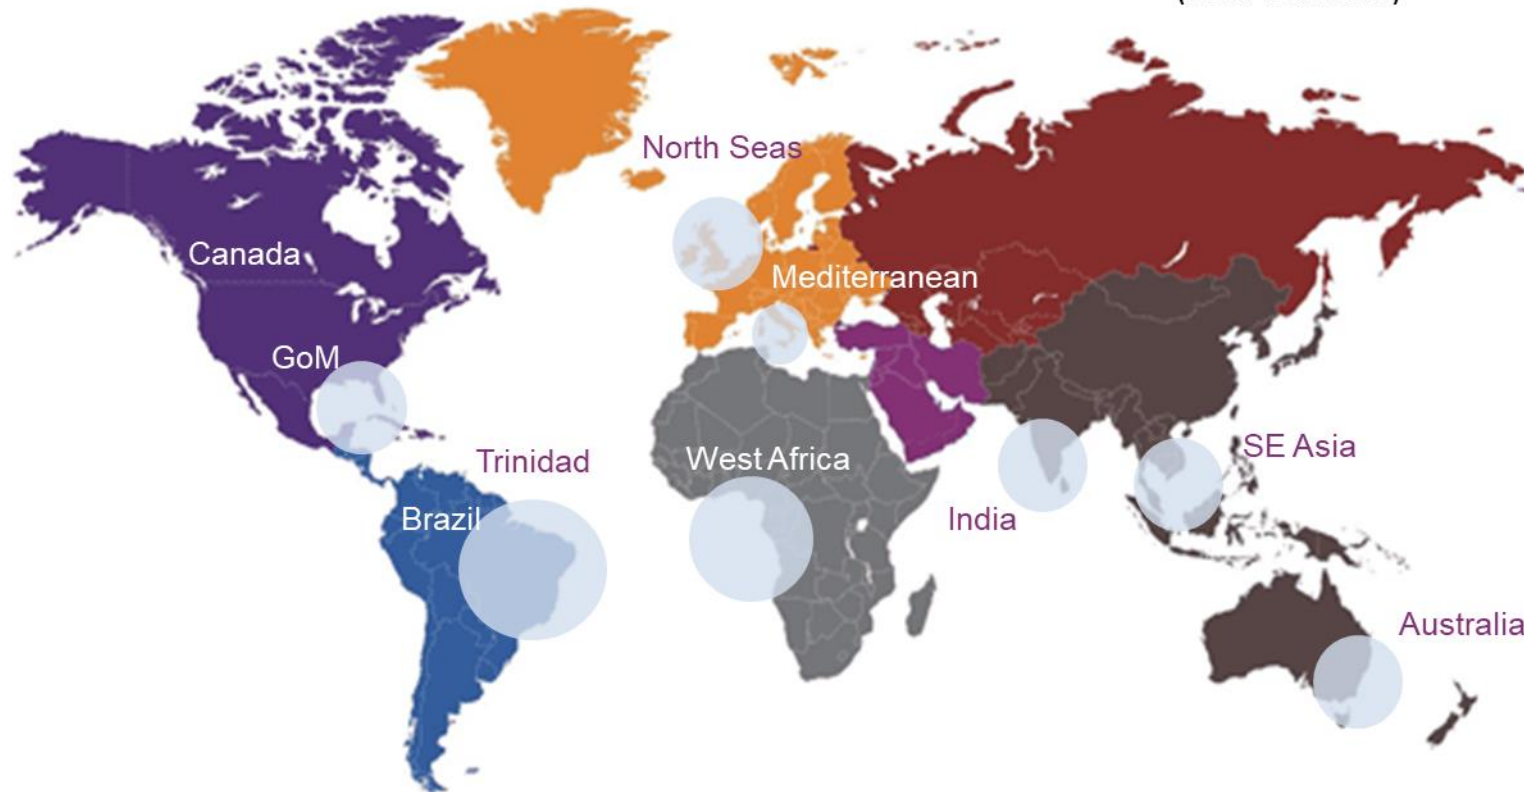 North Seas
Canada
Mediterranean
GoM
Trinidad
West Africa
SE Asia
Brazil
India
Australia